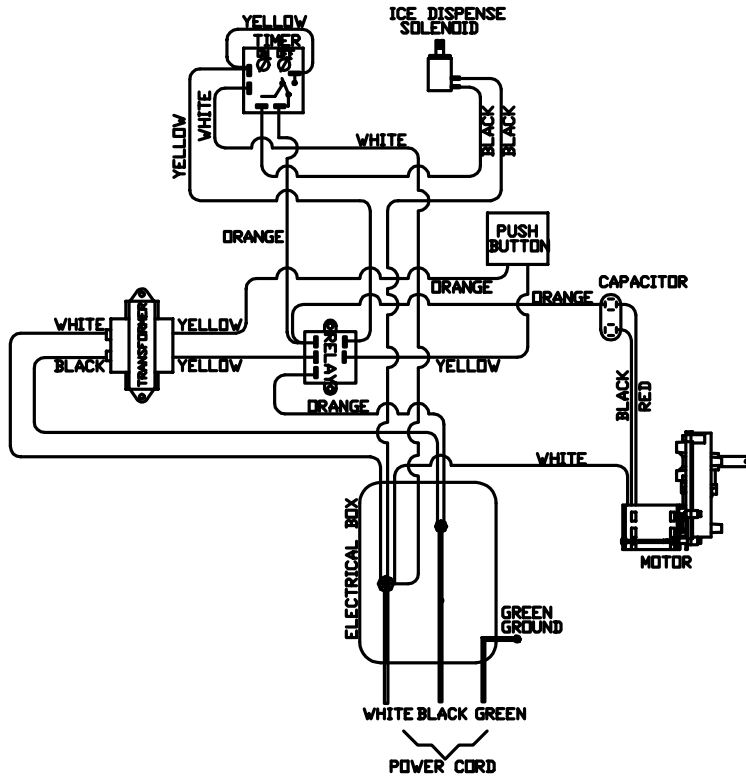 ICE DISPENSE
SOLENOID
YELLOW
TIMER
YELLOW
WHITE
WHITE
BLACK
BLACK
ORANGE
PUSH
BUTTON
ORANGE
CAPACITOR
ORANGE
WHITE
TRANSFORMER
YELLOW
RELAY
BLACK
YELLOW
YELLOW
BLACK
RED
ORANGE
WHITE
ELECTRICAL BOX
MOTOR
GREEN
GROUND
WHITE BLACK GREEN
POWER CORD